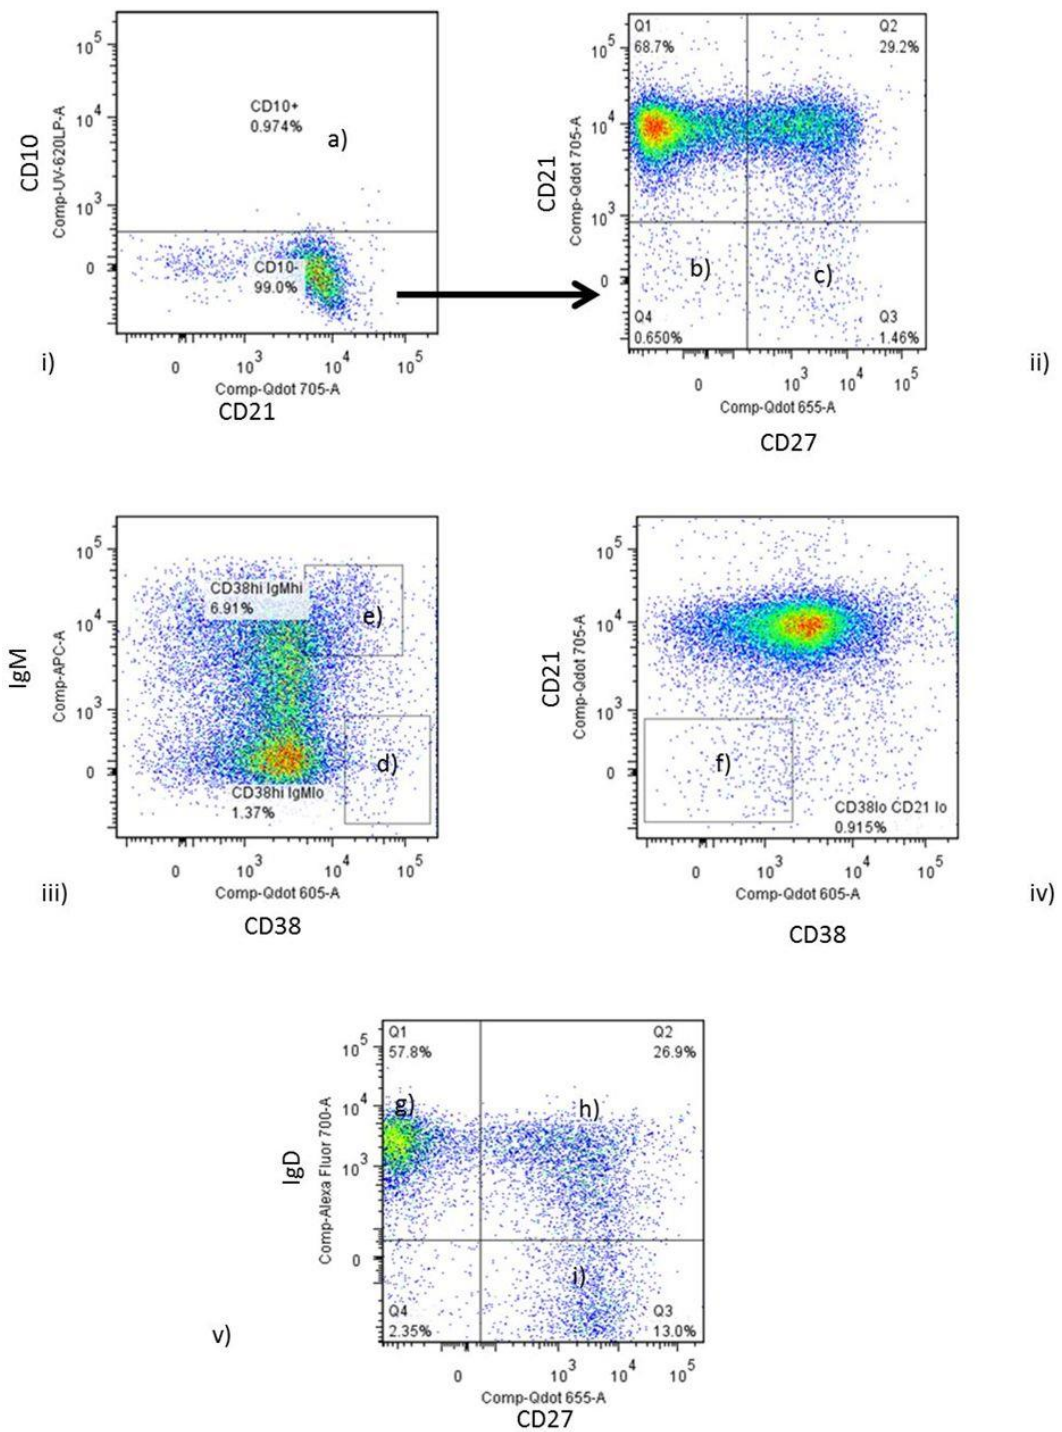 CD10
Comp-UV-620LP-A
10^5
10^4
10^3
0
CD10+
0.974%
a)
CD10-
99.0%
0
10^3
10^4
10^5
Comp-Qdot 705-A
CD21
i)
CD21
Comp-Qdot 705-A
10^5
10^4
10^3
0
Q1
68.7%
Q2
29.2%
b)
c)
Q4
0.650%
Q3
1.46%
0
10^3
10^4
10^5
Comp-Qdot 655-A
CD27
ii)
IgM
Comp-APC-A
10^5
10^4
10^3
0
CD38hi IgMhi
6.91%
e)
d)
CD38hi IgMlo
1.37%
0
10^3
10^4
10^5
Comp-Qdot 605-A
CD38
iii)
CD21
Comp-Qdot 705-A
10^5
10^4
10^3
0
f)
CD38lo CD21 lo
0.915%
0
10^3
10^4
10^5
Comp-Qdot 605-A
CD38
iv)
IgD
Comp-Alexa Fluor 700-A
10^5
10^4
10^3
0
Q1
57.8%
Q2
26.9%
g)
h)
i)
Q4
2.35%
Q3
13.0%
0
10^3
10^4
10^5
Comp-Qdot 655-A
CD27
v)